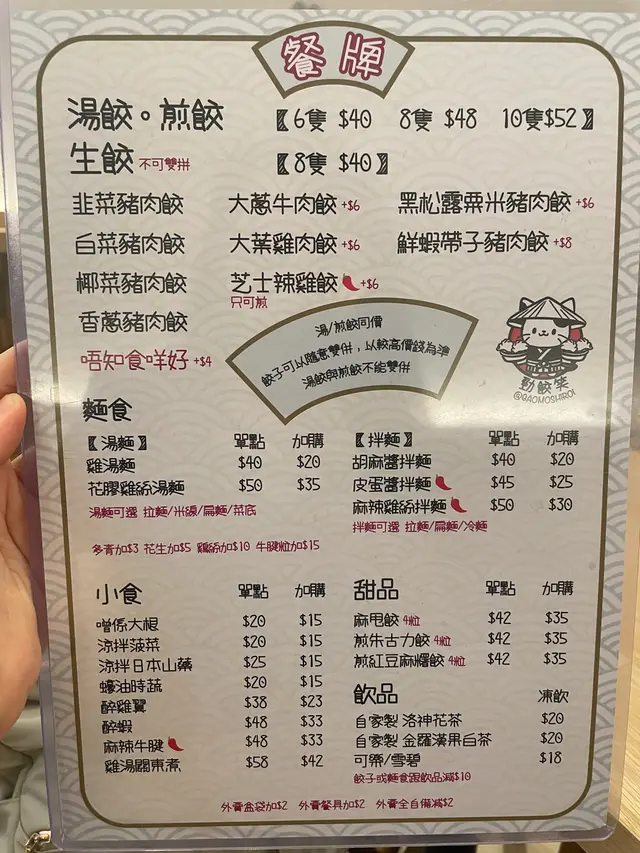 餐牌
湯餃。煎餃 【6隻 $40 8隻 $48 10隻$52】
生餃 不可雙拼 【8隻 $40】
韭菜豬肉餃 大蔥牛肉餃 +$6 黑松露粟米豬肉餃 +$6
白菜豬肉餃 大葉雞肉餃 +$6 鮮蝦帶子豬肉餃 +$8
椰菜豬肉餃 芝士辣雞餃 +$6
只可煎
香蔥豬肉餃
唔知食咩好 +$4
湯/煎餃同價
餃子可以隨意雙併，以較高價錢為準
湯餃與煎餃不能雙併
勁餃笑
@GAOMOSHIROI
麵食
【湯麵】 單點 加購 【拌麵】 單點 加購
雞湯麵 $40 $20 胡麻醬拌麵 $40 $20
花膠雞絲湯麵 $50 $35 皮蛋醬拌麵 $45 $25
麻辣雞絲拌麵 $50 $30
湯麵可選 拉麵/米線/扁麵/菜底
拌麵可選 拉麵/扁麵/冷麵
多青加$3 花生加$5 雞絲加$10 牛腱粒加$15
小食 單點 加購 甜品 單點 加購
噌係大根 $20 $15 麻甩餃 4粒 $42 $35
涼拌菠菜 $20 $15 煎朱古力餃 4粒 $42 $35
涼拌日本山藥 $25 $15 煎紅豆麻糬餃 4粒 $42 $35
蠔油時蔬 $20 $15
醉雞翼 $38 $23 飲品 凍飲
醉蝦 $48 $33 自家製 洛神花茶 $20
麻辣牛腱 $48 $33 自家製 金羅漢果白茶 $20
雞湯關東煮 $58 $42 可樂/雪碧 $18
餃子或麵食跟飲品減$10
外賣盒袋加$2 外賣餐具加$2 外賣全自備減$2